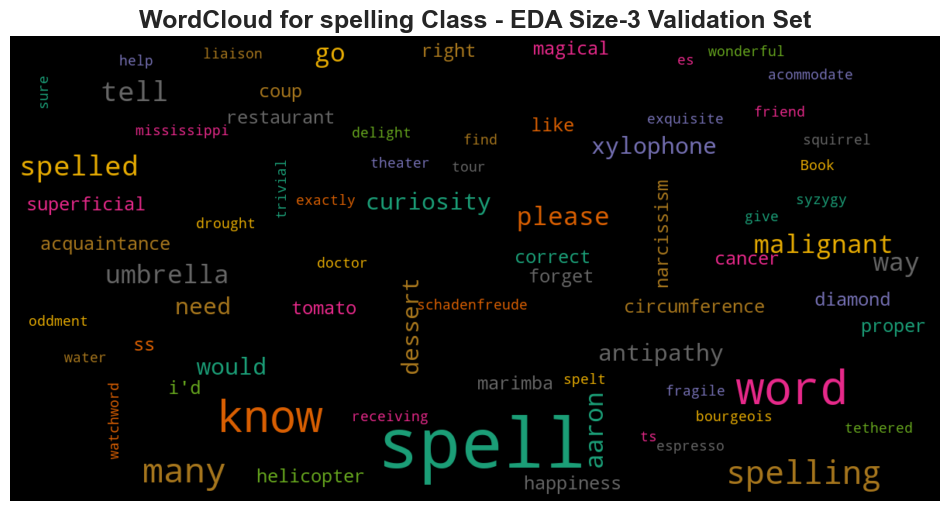 WordCloud for spelling Class - EDA Size-3 Validation Set
help
liaison
go
right
magical
es
wonderful
sure
tell
coup
acommodate
restaurant
mississippi
delight
find
like
exquisite
friend
xylophone
squirrel
spelled
trivial
theater
tour
Book
superficial
exactly
curiosity
please
narcissism
syzygy
give
drought
acquaintance
doctor
correct
cancer
malignant
way
umbrella
forget
need
tomato
dessert
schadenfreude
circumference
diamond
oddment
proper
ss
water
would
antipathy
i'd
marimba
spelt
fragile
word
watchword
know
receiving
spell
aaron
ts
bourgeois
espresso
tethered
many
helicopter
happiness
spelling